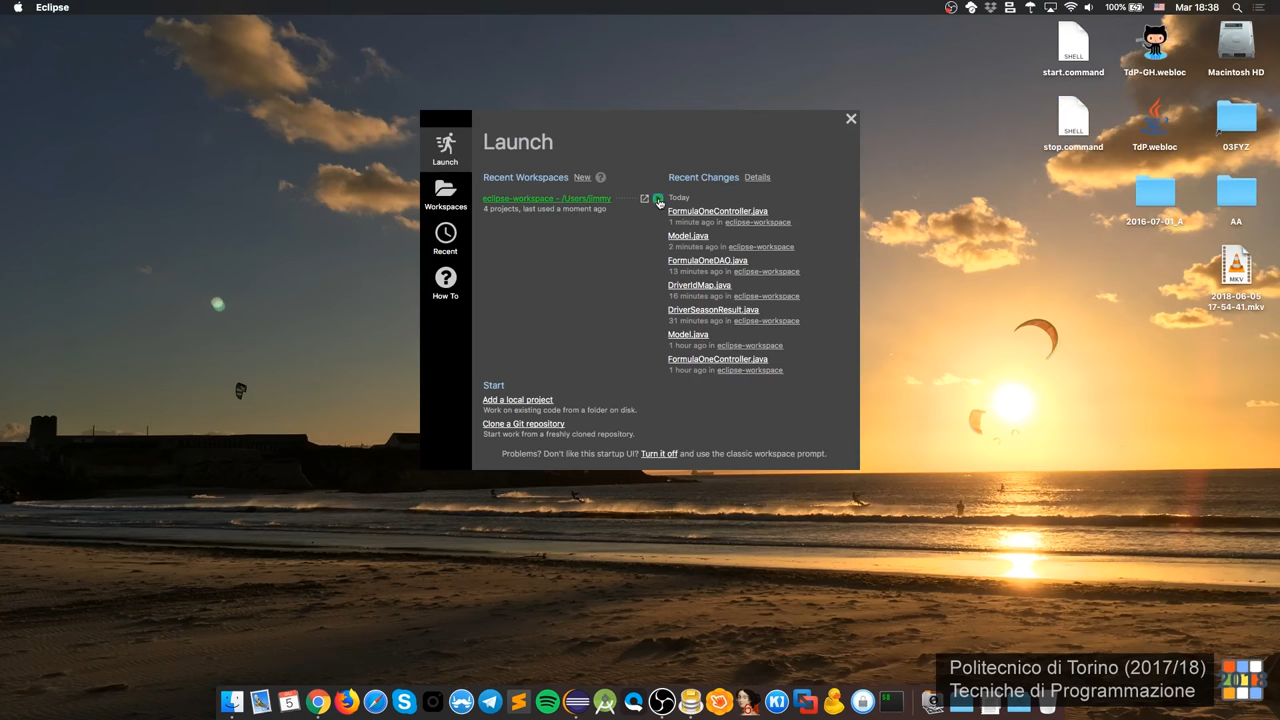 Eclipse
100%
Mar 18:38
start.command
TdP-GH.webloc
Macintosh HD
SHELL
stop.command
TdP.webloc
03FYZ
SHELL
2016-07-01_A
AA
MKV
2018-06-05
17-54-41.mkv
Launch
Workspaces
Recent
How To
Launch
Recent Workspaces New ?
eclipse-workspace - /Users/jimmy
4 projects, last used a moment ago
Recent Changes Details
Today
FormulaOneController.java
1 minute ago in eclipse-workspace
Model.java
2 minutes ago in eclipse-workspace
FormulaOneDAO.java
13 minutes ago in eclipse-workspace
DriverIdMap.java
16 minutes ago in eclipse-workspace
DriverSeasonResult.java
31 minutes ago in eclipse-workspace
Model.java
1 hour ago in eclipse-workspace
FormulaOneController.java
1 hour ago in eclipse-workspace
Start
Add a local project
Work on existing code from a folder on disk.
Clone a Git repository
Start work from a freshly cloned repository.
Problems? Don't like this startup UI? Turn it off and use the classic workspace prompt.
Politecnico di Torino (2017/18)
Tecniche di Programmazione
2018
5